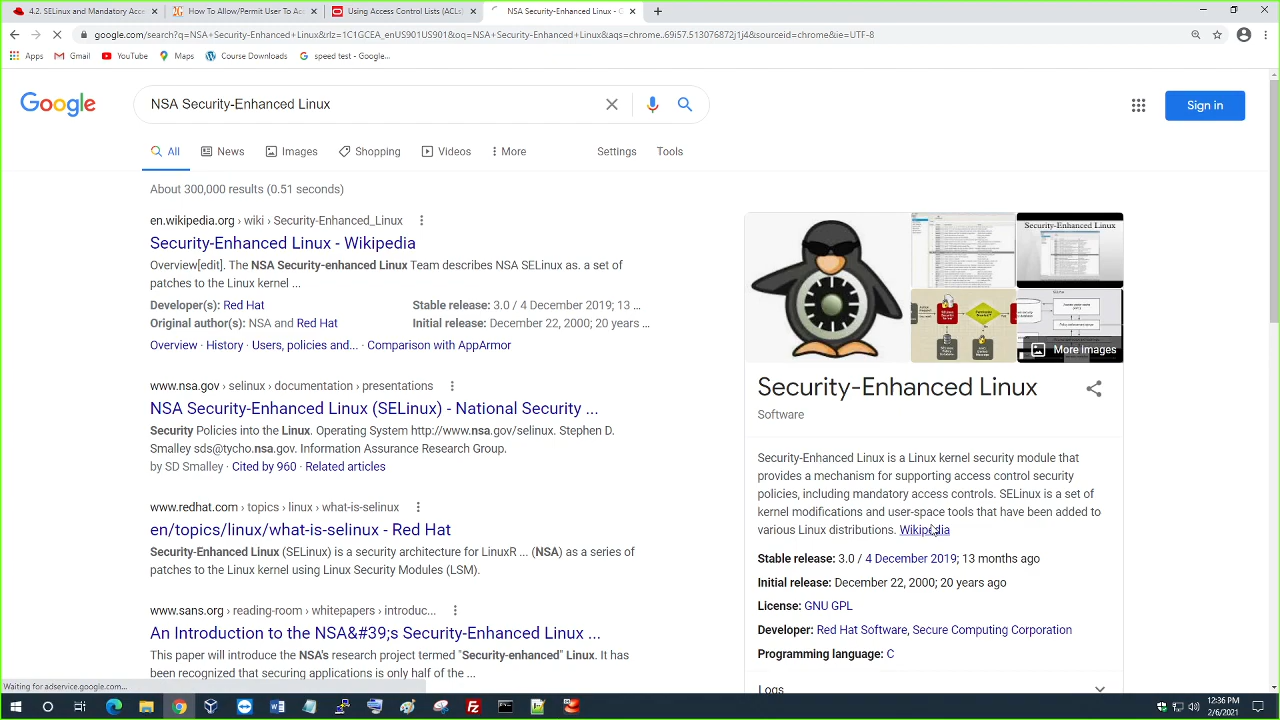 4.2. SELinux and Mandatory Acc
How To Allow/Permit User To Ac
Using Access Control Lists (ACLs)
NSA Security-Enhanced Linux - G
google.com/search?q=NSA+Security-Enhanced+Linux&rlz=1C1GCEA_enUS901US901&oq=NSA+Security-Enhanced+Linux&aqs=chrome..69i57.513076872j1j4&sourceid=chrome&ie=UTF-8
Apps
Gmail
YouTube
Maps
Course Downloads
speed test - Google...
Google
NSA Security-Enhanced Linux
Sign in
All
News
Images
Shopping
Videos
More
Settings
Tools
About 300,000 results (0.51 seconds)
en.wikipedia.org › wiki › Security-Enhanced_Linux
Security-Enhanced Linux - Wikipedia
Overview[edit]
Security-enhanced Linux Team describes NSA SELinux as. a set of
patches to the Linux kernel ...
Developer(s): Red Hat
Stable release: 3.0 / 4 December 2019; 13 ...
Original author(s): NSA and Red Hat
Initial release: December 22, 2000; 20 years ...
Overview · History · Users, policies and... · Comparison with AppArmor
www.nsa.gov › selinux › documentation › presentations
NSA Security-Enhanced Linux (SELinux) - National Security ...
Security Policies into the Linux. Operating System http://www.nsa.gov/selinux. Stephen D.
Smalley sds@tycho.nsa.gov. Information Assurance Research Group.
by SD Smalley · Cited by 960 · Related articles
www.redhat.com › topics › linux › what-is-selinux
en/topics/linux/what-is-selinux - Red Hat
Security-Enhanced Linux (SELinux) is a security architecture for LinuxR ... (NSA) as a series of
patches to the Linux kernel using Linux Security Modules (LSM).
www.sans.org › reading-room › whitepapers › introduc...
An Introduction to the NSA&#39;s Security-Enhanced Linux ...
This paper will introduce the NSA's research project termed "Security-enhanced" Linux. It has
been recognized that securing applications is only half of the ...
Security-Enhanced Linux
More images
Security-Enhanced Linux
Software
Security-Enhanced Linux is a Linux kernel security module that
provides a mechanism for supporting access control security
policies, including mandatory access controls. SELinux is a set of
kernel modifications and user-space tools that have been added to
various Linux distributions. Wikipedia
Stable release: 3.0 / 4 December 2019; 13 months ago
Initial release: December 22, 2000; 20 years ago
License: GNU GPL
Developer: Red Hat Software, Secure Computing Corporation
Programming language: C
Logs
Waiting for adservice.google.com...
12:36 PM
2/6/2021